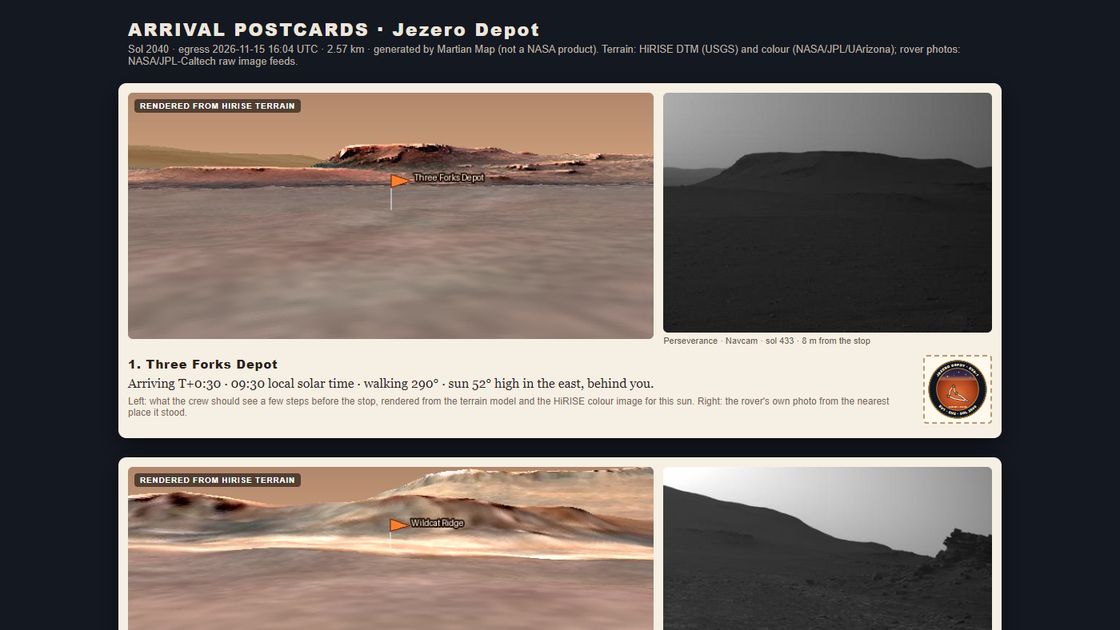 ARRIVAL POSTCARDS · Jezero Depot
Sol 2040 · egress 2026-11-15 16:04 UTC · 2.57 km · generated by Martian Map (not a NASA product). Terrain: HiRISE DTM (USGS) and colour (NASA/JPL/UArizona); rover photos:
NASA/JPL-Caltech raw image feeds.
RENDERED FROM HIRISE TERRAIN
Three Forks Depot
Perseverance · Navcam · sol 433 · 8 m from the stop
1. Three Forks Depot
Arriving T+0:30 · 09:30 local solar time · walking 290° · sun 52° high in the east, behind you.
Left: what the crew should see a few steps before the stop, rendered from the terrain model and the HiRISE colour image for this sun. Right: the rover's own photo from the nearest
place it stood.
RENDERED FROM HIRISE TERRAIN
Wildcat Ridge